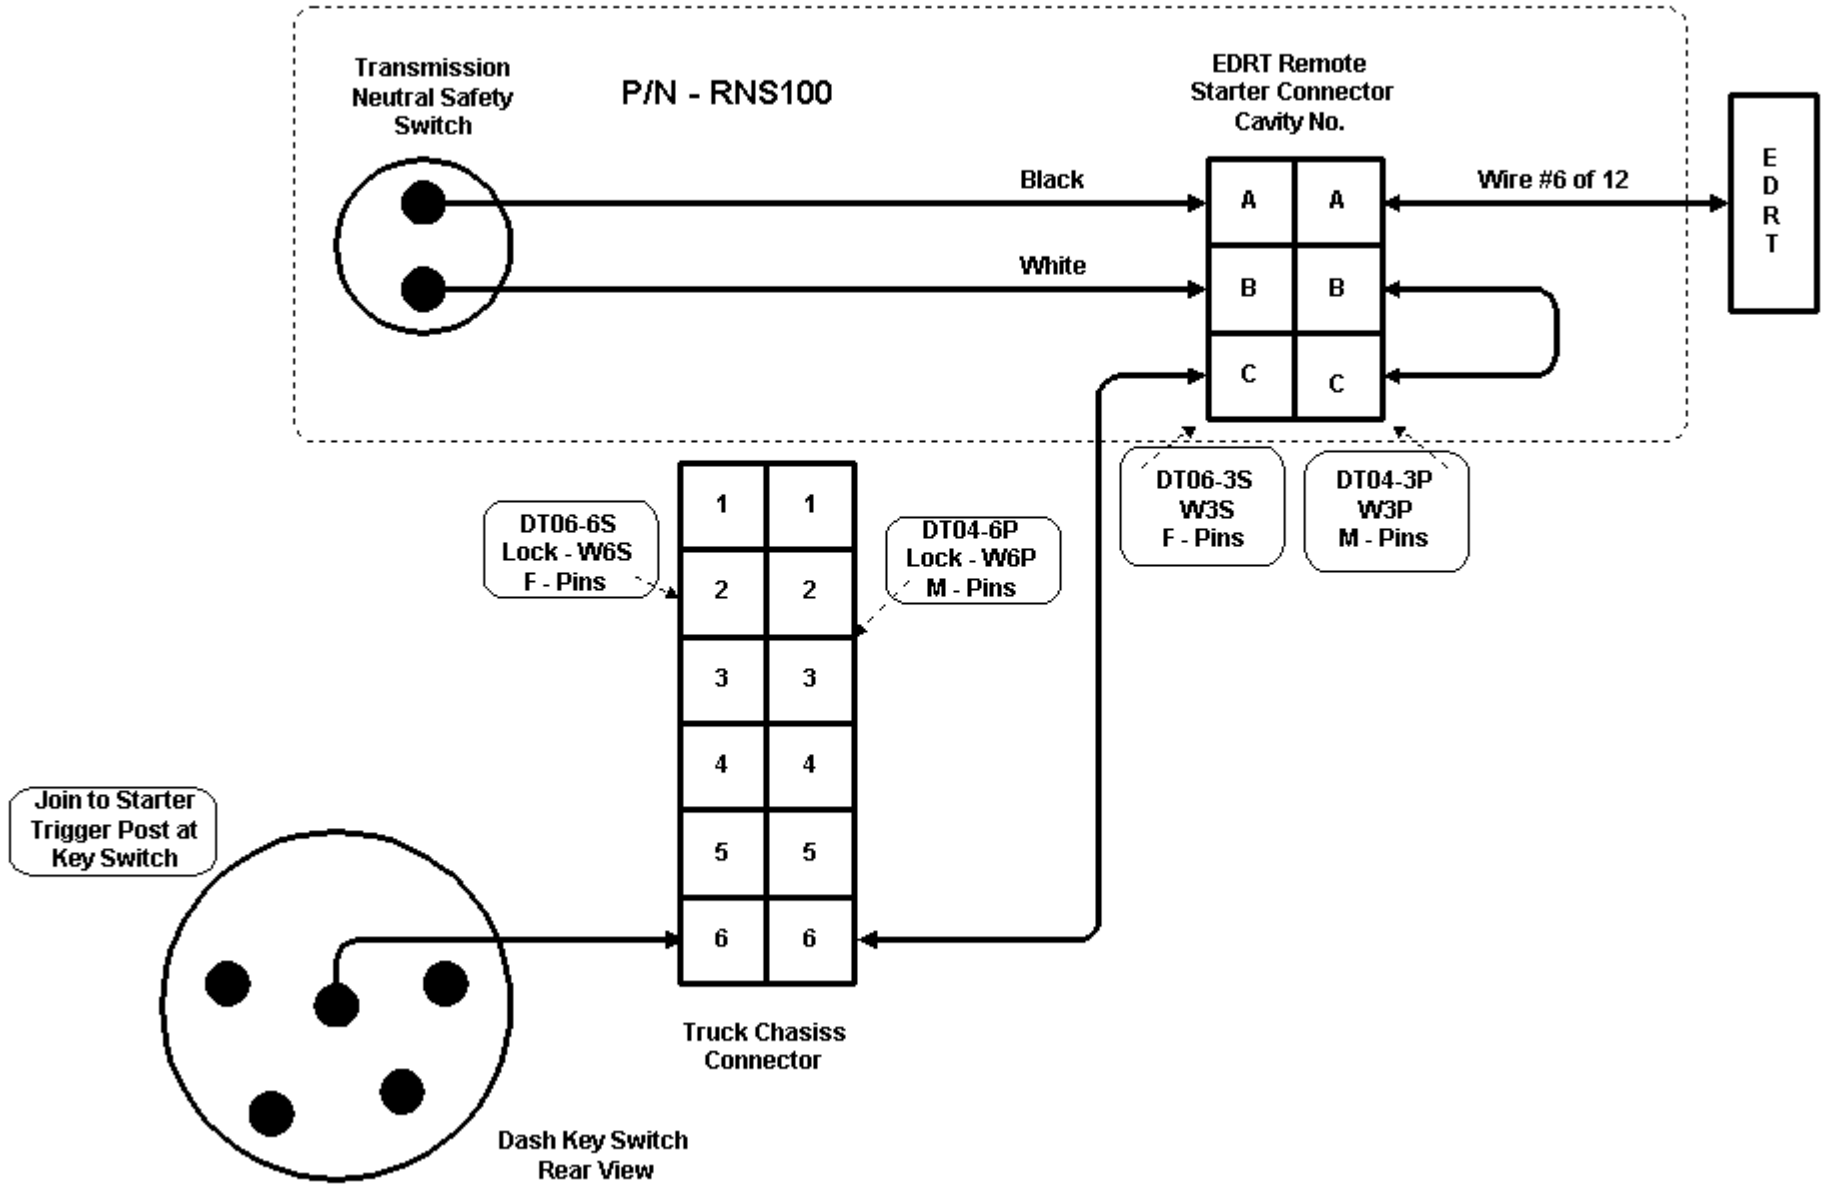 Transmission
Neutral Safety
Switch
P/N - RNS100
EDRT Remote
Starter Connector
Cavity No.
Black
A A
Wire #6 of 12
E
D
R
T
White
B B
C C
DT06-3S
W3S
F - Pins
DT04-3P
W3P
M - Pins
DT06-6S
Lock - W6S
F - Pins
DT04-6P
Lock - W6P
M - Pins
1 1
2 2
3 3
4 4
5 5
6 6
Join to Starter
Trigger Post at
Key Switch
Truck Chasiss
Connector
Dash Key Switch
Rear View